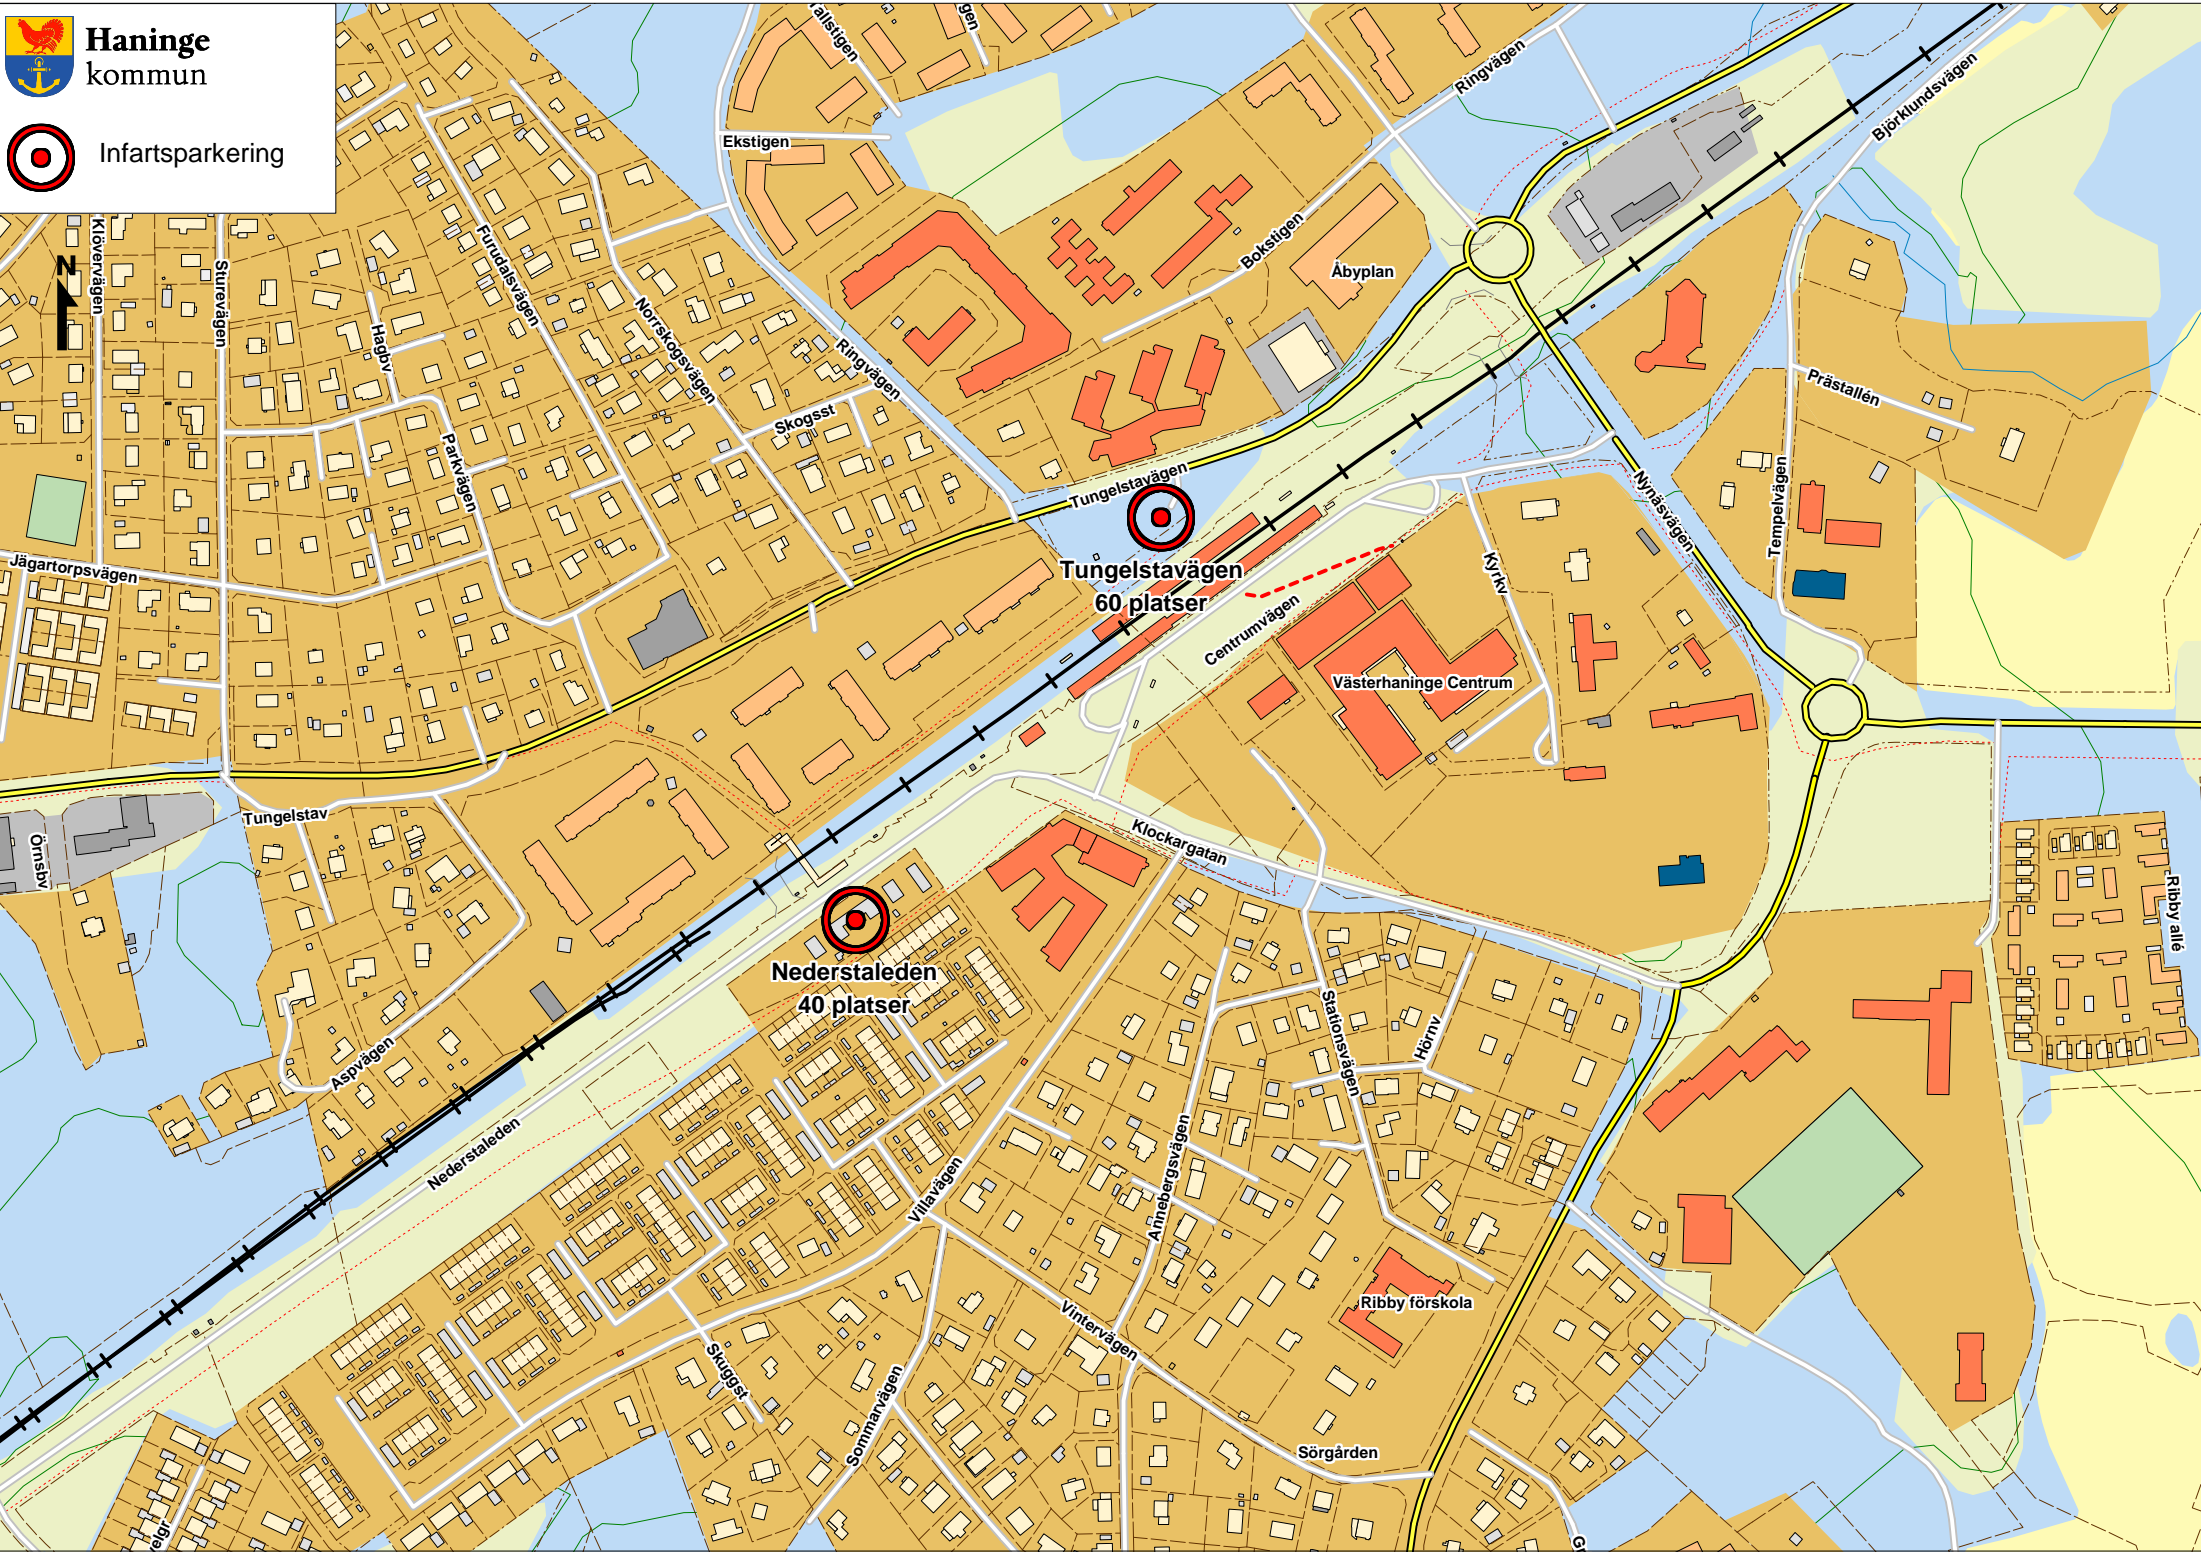 Haninge
kommun
Infartsparkering
N
Tallstigen
Ringvägen
Björklundsvägen
Ekstigen
Klövervägen
Sturevägen
Furudalsvägen
Bokstigen
Åbyplan
Hagbv
Norrskogsvägen
Ringvägen
Prästallén
Skogsst
Parkvägen
Tungelstavägen
Nynäsvägen
Tempelvägen
Jägartorpsvägen
Tungelstavägen
60 platser
Kyrkv
Centrumvägen
Västerhaninge Centrum
Tungelstav
Örnsbv
Klockargatan
Ribby allé
Nederstaleden
40 platser
Stationsvägen
Hörnv
Aspvägen
Nederstaleden
Villavägen
Annebergsvägen
Ribby förskola
Vintervägen
Skuggst
Sommarvägen
Sörgården